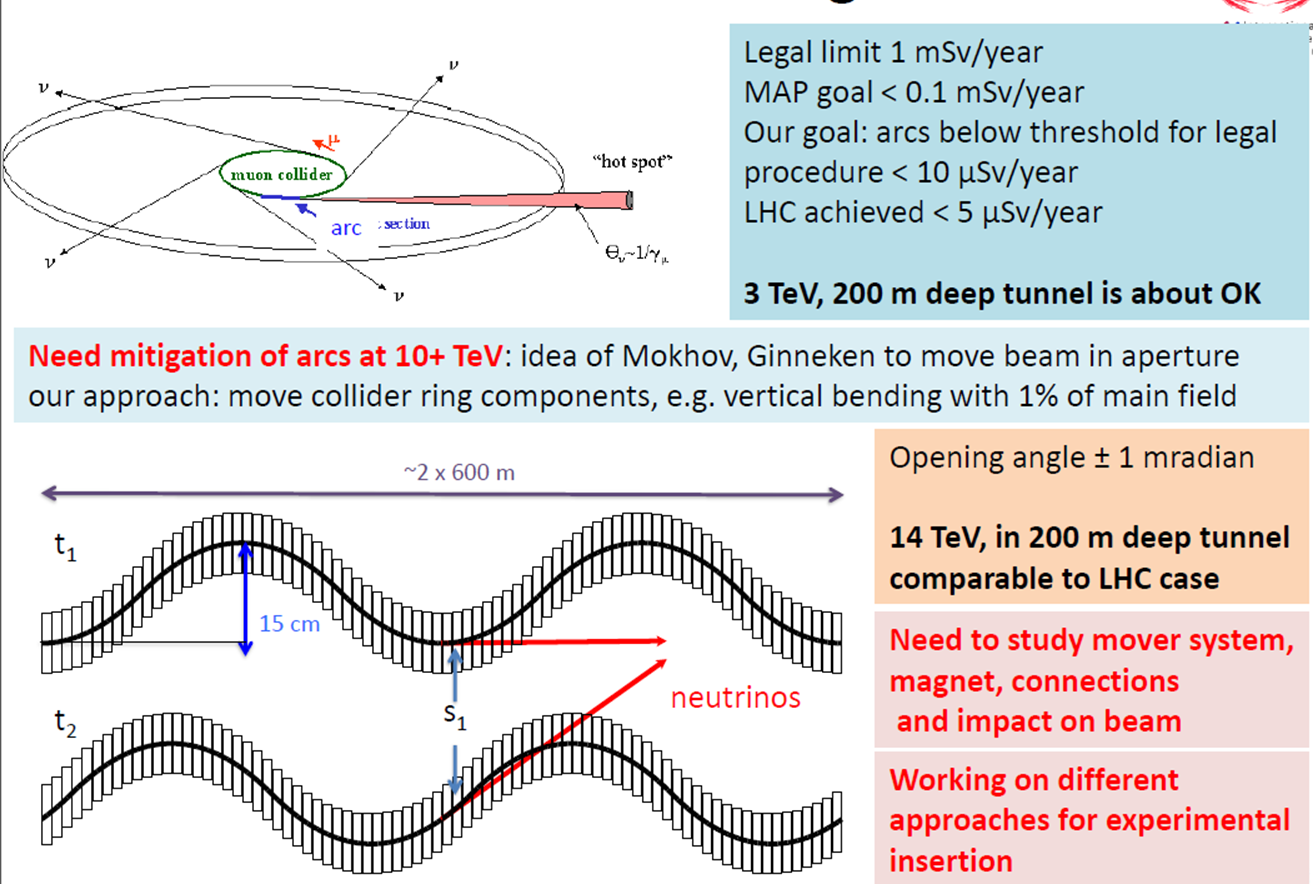 ν
ν
μ
muon collider
"hot spot"
arc
section
ν
Θν~1/γμ
ν
Legal limit 1 mSv/year
MAP goal < 0.1 mSv/year
Our goal: arcs below threshold for legal
procedure < 10 μSv/year
LHC achieved < 5 μSv/year
3 TeV, 200 m deep tunnel is about OK
Need mitigation of arcs at 10+ TeV: idea of Mokhov, Ginneken to move beam in aperture
our approach: move collider ring components, e.g. vertical bending with 1% of main field
~2 x 600 m
t1
15 cm
neutrinos
s1
t2
Opening angle ± 1 mradian
14 TeV, in 200 m deep tunnel
comparable to LHC case
Need to study mover system,
magnet, connections
and impact on beam
Working on different
approaches for experimental
insertion